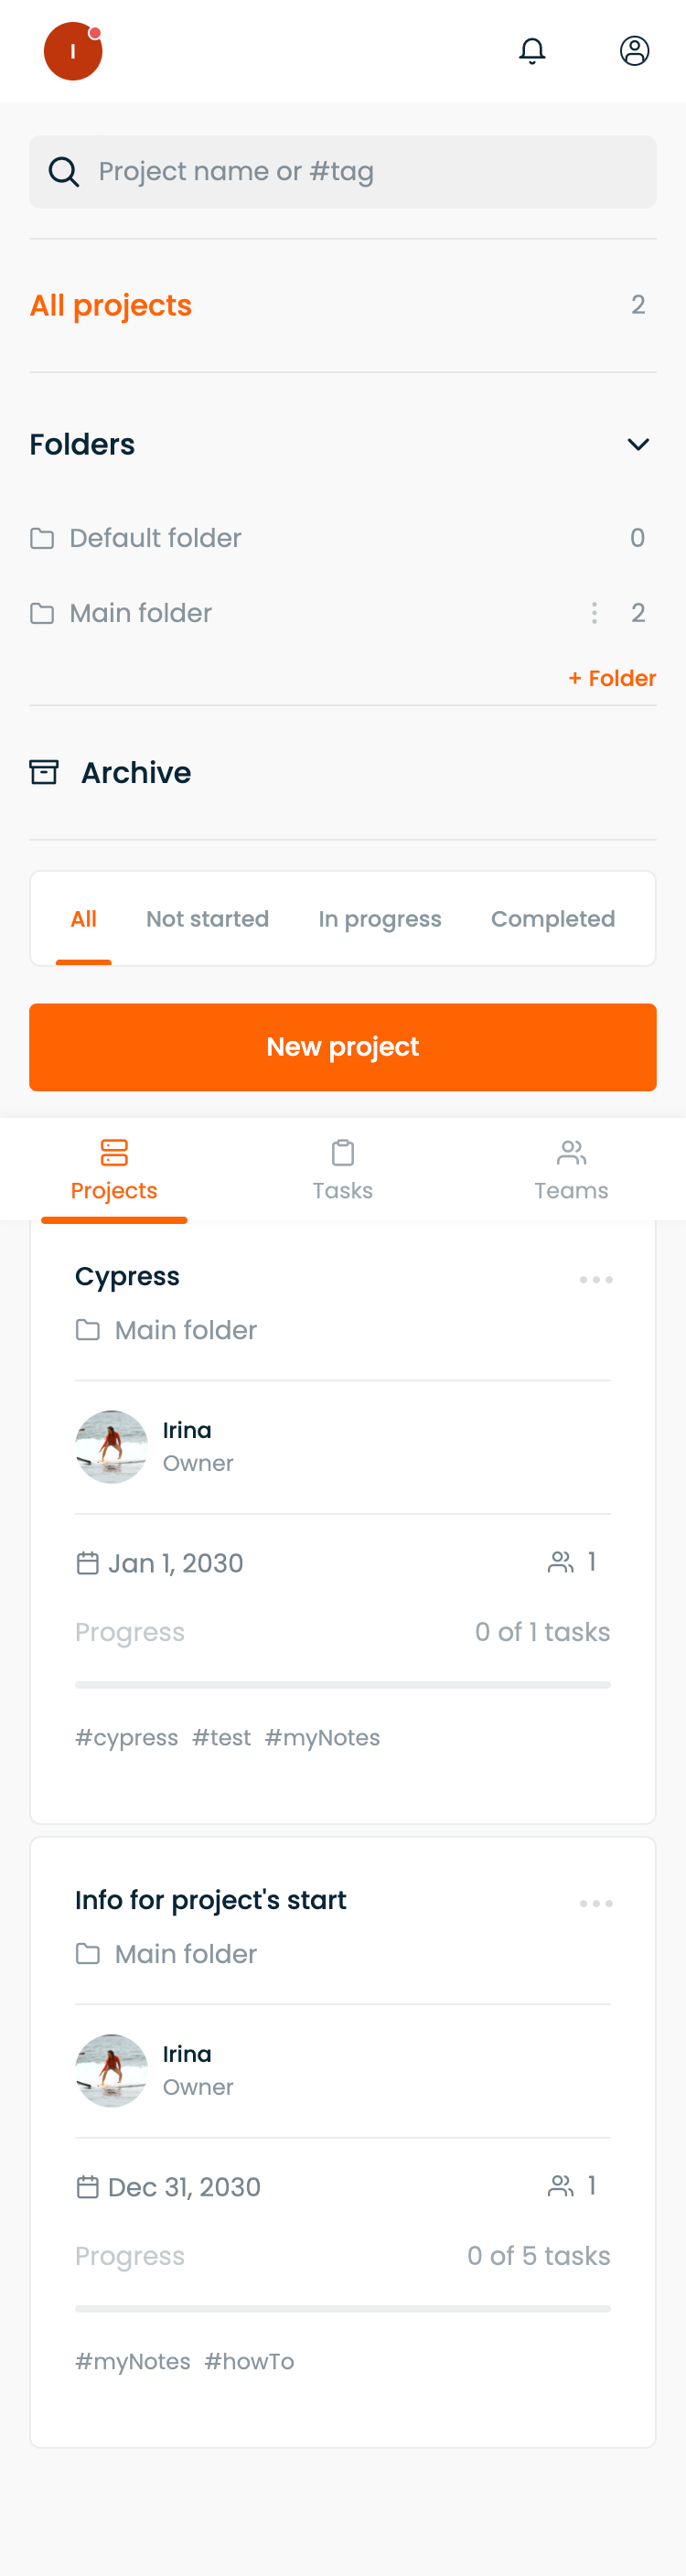 I
Project name or #tag
All projects 2
Folders
Default folder 0
Main folder 2
+ Folder
Archive
All Not started In progress Completed
New project
Projects Tasks Teams
Cypress
Main folder
Irina
Owner
Jan 1, 2030 1
Progress 0 of 1 tasks
#cypress #test #myNotes
Info for project's start
Main folder
Irina
Owner
Dec 31, 2030 1
Progress 0 of 5 tasks
#myNotes #howTo